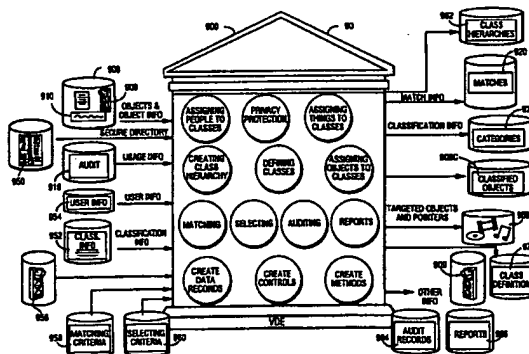 900
90
962
CLASS
HIERARCHIES
920
MATCHES
MATCH INFO
908
909
910
OBJECTS &
OBJECT INFO
ASSIGNING
PEOPLE TO
CLASSES
PRIVACY
PROTECTION
ASSIGNING
THINGS TO
CLASSES
CLASSIFICATION INFO
CATEGORIES
SECURE DIRECTORY
950
AUDIT
918
USAGE INFO
CREATING
CLASS
HIERARCHY
DEFINING
CLASSES
ASSIGNING
OBJECTS TO
CLASSES
CLASSIFIED
OBJECTS
USER INFO
954
USER INFO
952
CLASS.
INFO
CLASSIFICATION
INFO
MATCHING
SELECTING
AUDITING
REPORTS
TARGETED OBJECTS
AND POINTERS
956
CREATE
DATA
RECORDS
CREATE
CONTROLS
CREATE
METHODS
OTHER
INFO
CLASS
DEFINITION
VDE
MATCHING
CRITERIA
SELECTING
CRITERIA
960
AUDIT
RECORDS
REPORTS